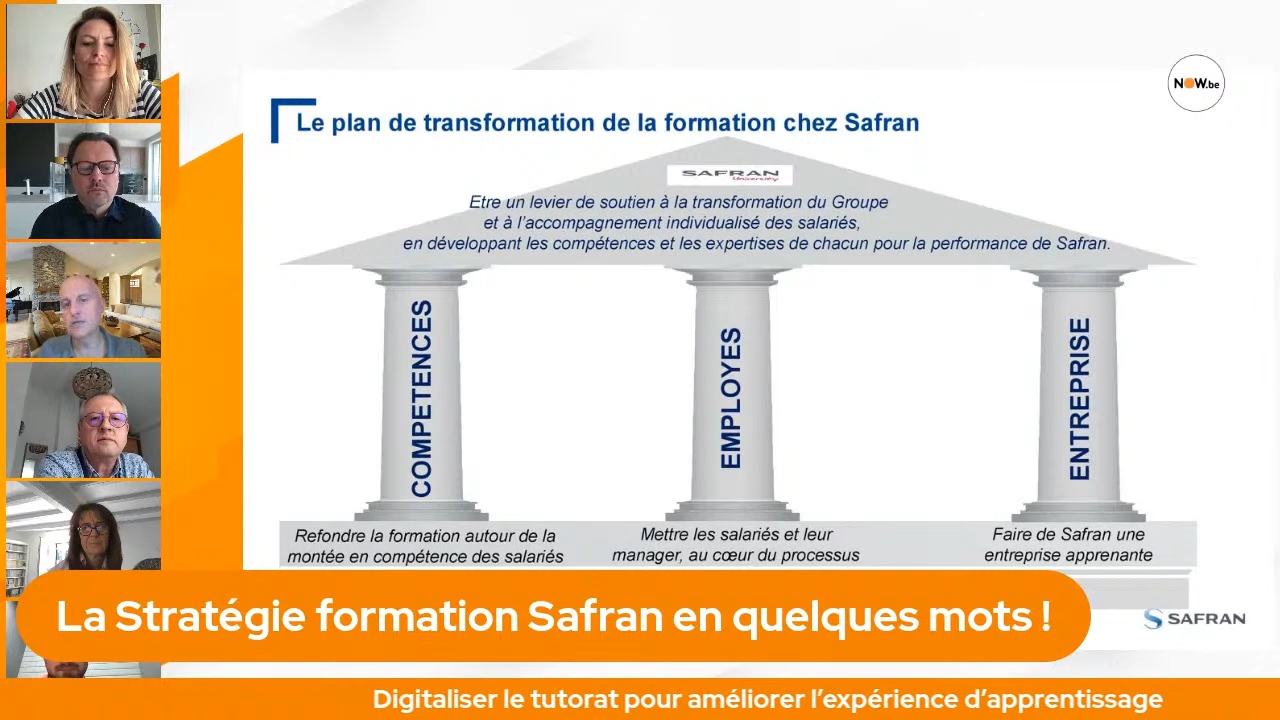 NOW.be
Le plan de transformation de la formation chez Safran
SAFRAN
University
Etre un levier de soutien à la transformation du Groupe
et à l'accompagnement individualisé des salariés,
en développant les compétences et les expertises de chacun pour la performance de Safran.
COMPETENCES
EMPLOYES
ENTREPRISE
Refondre la formation autour de la
montée en compétence des salariés
Mettre les salariés et leur
manager, au cœur du processus
Faire de Safran une
entreprise apprenante
La Stratégie formation Safran en quelques mots !
SAFRAN
Digitaliser le tutorat pour améliorer l'expérience d'apprentissage